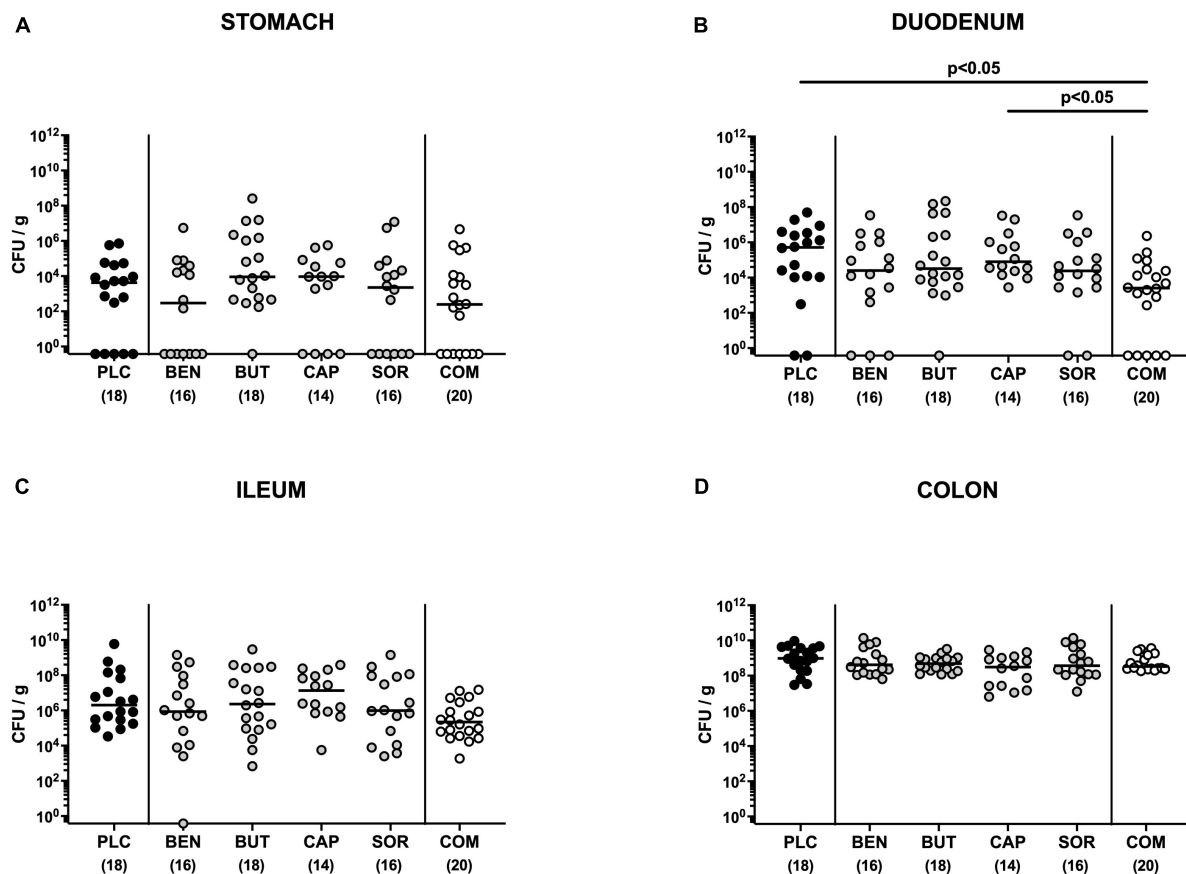 A STOMACH
CFU / g
10^12
10^10
10^8
10^6
10^4
10^2
10^0
PLC BEN BUT CAP SOR COM
(18) (16) (18) (14) (16) (20)
B DUODENUM
p<0.05
p<0.05
CFU / g
10^12
10^10
10^8
10^6
10^4
10^2
10^0
PLC BEN BUT CAP SOR COM
(18) (16) (18) (14) (16) (20)
C ILEUM
CFU / g
10^12
10^10
10^8
10^6
10^4
10^2
10^0
PLC BEN BUT CAP SOR COM
(18) (16) (18) (14) (16) (20)
D COLON
CFU / g
10^12
10^10
10^8
10^6
10^4
10^2
10^0
PLC BEN BUT CAP SOR COM
(18) (16) (18) (14) (16) (20)